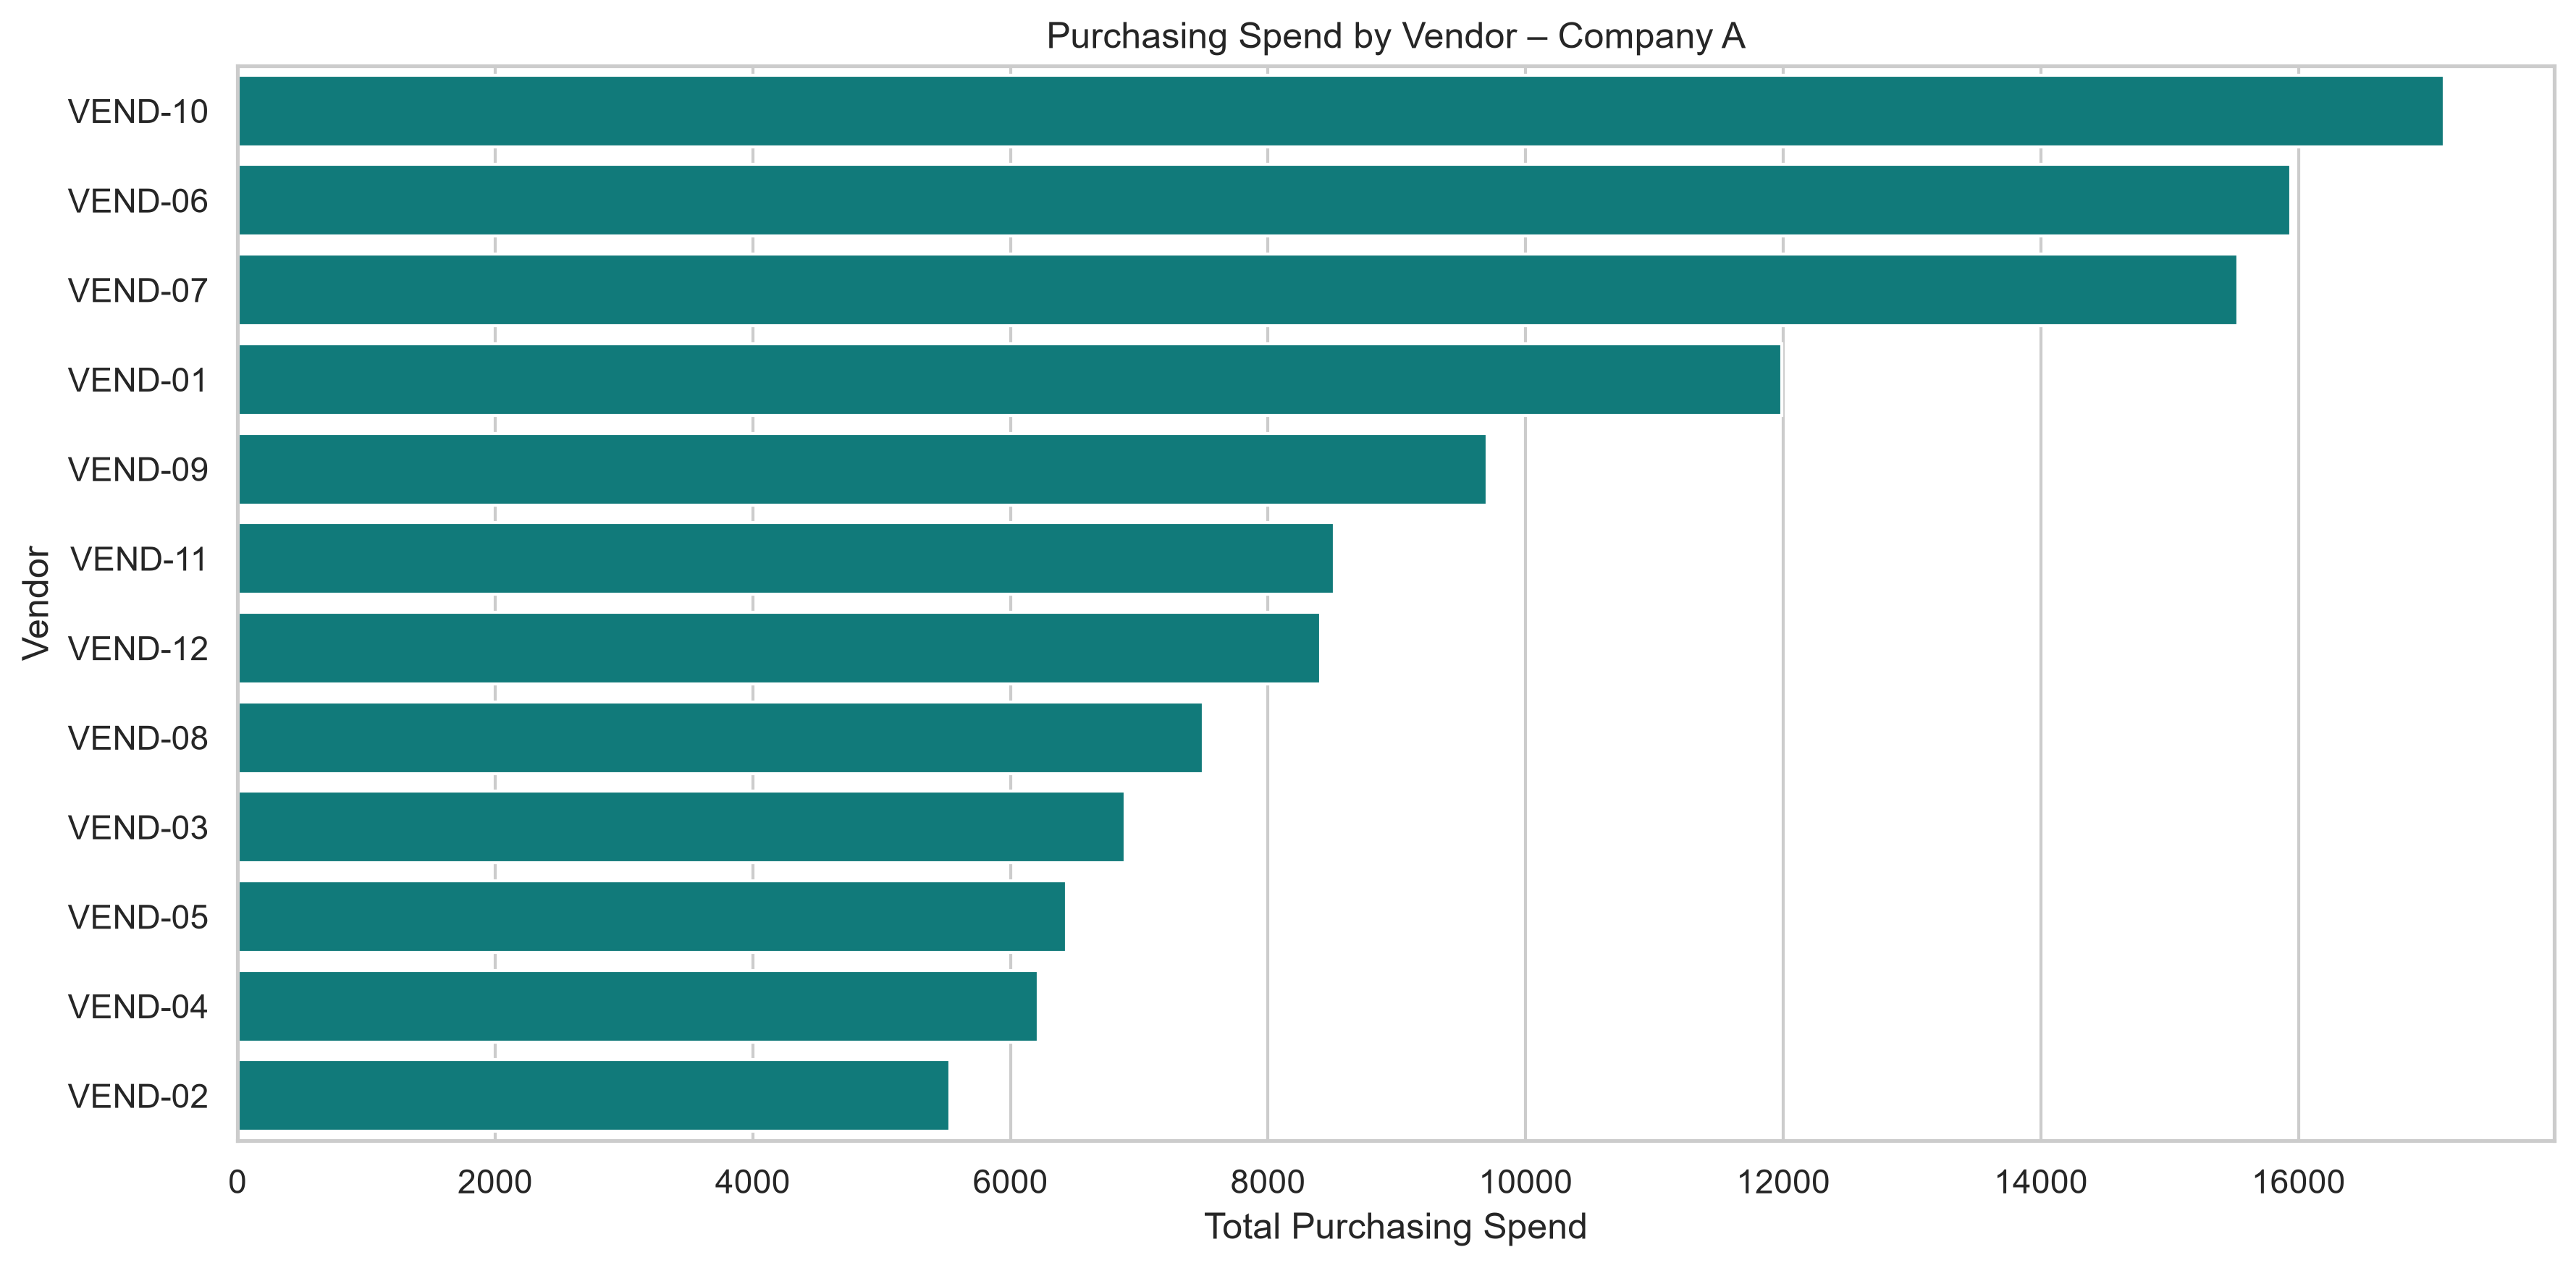 Purchasing Spend by Vendor – Company A
VEND-10
VEND-06
VEND-07
VEND-01
VEND-09
VEND-11
VEND-12
VEND-08
VEND-03
VEND-05
VEND-04
VEND-02
Vendor
0 2000 4000 6000 8000 10000 12000 14000 16000
Total Purchasing Spend